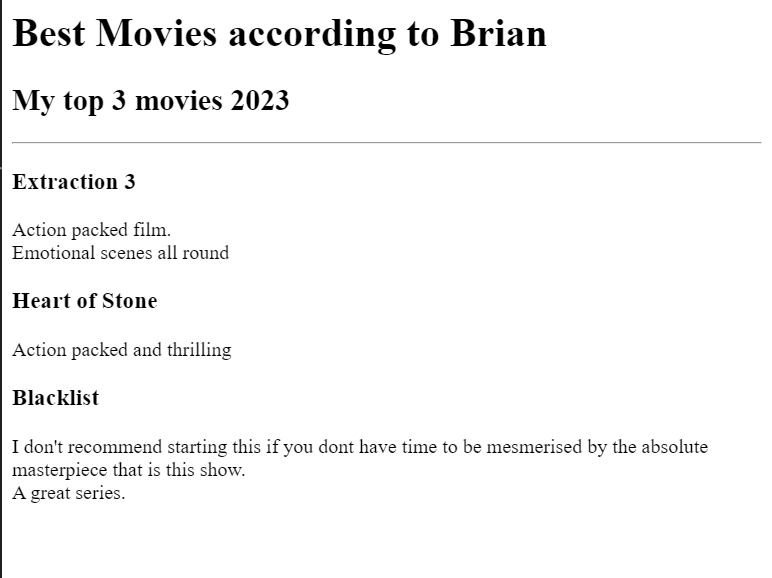 Best Movies according to Brian
My top 3 movies 2023
Extraction 3
Action packed film.
Emotional scenes all round
Heart of Stone
Action packed and thrilling
Blacklist
I don't recommend starting this if you dont have time to be mesmerised by the absolute
masterpiece that is this show.
A great series.